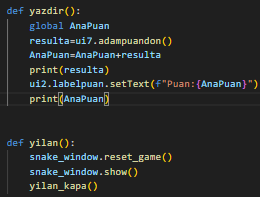 def yazdir():
    global AnaPuan
    resulta=ui7.adampuandon()
    AnaPuan=AnaPuan+resulta
    print(resulta)
    ui2.labelpuan.setText(f"Puan:{AnaPuan}")
    print(AnaPuan)
def yilan():
    snake_window.reset_game()
    snake_window.show()
    yilan_kapa()